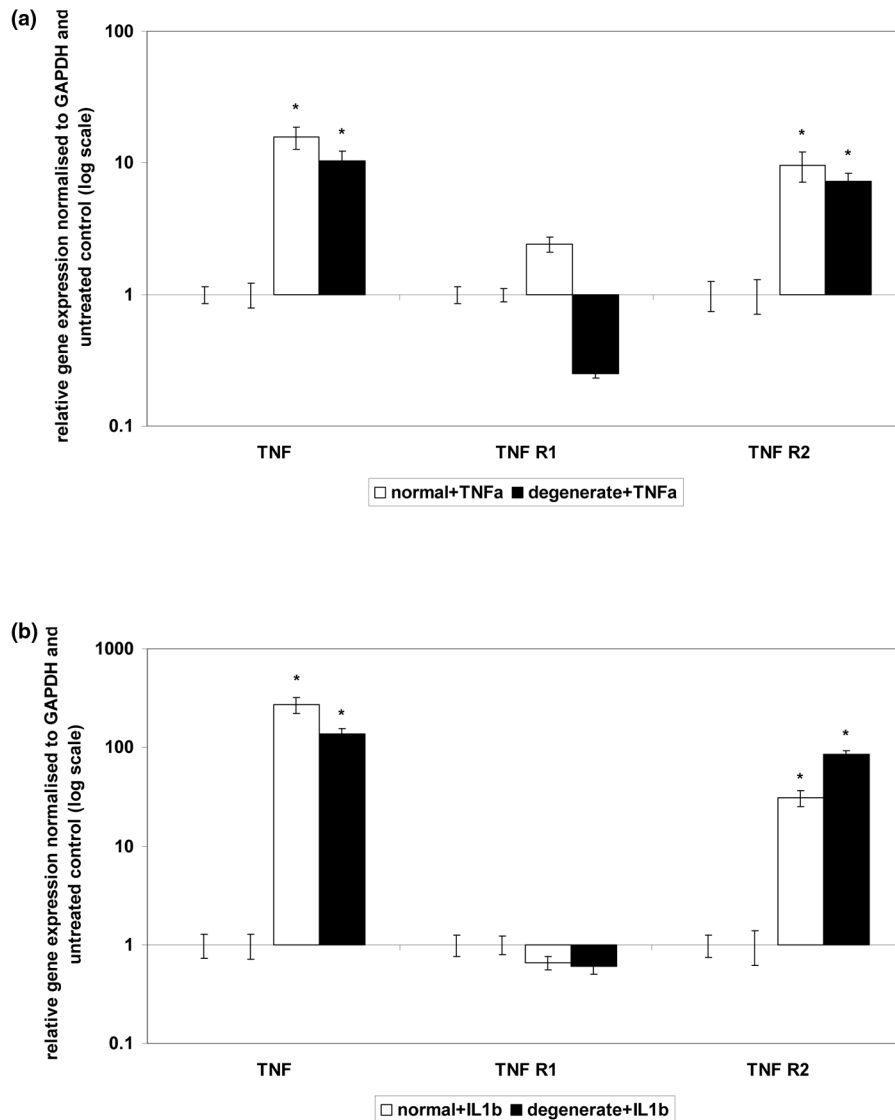 (a)
relative gene expression normalised to GAPDH and
untreated control (log scale)
100
10
1
0.1
* * * *
TNF TNF R1 TNF R2
normal+TNFa degenerate+TNFa
(b)
relative gene expression normalised to GAPDH and
untreated control (log scale)
1000
100
10
1
0.1
* * * *
TNF TNF R1 TNF R2
normal+IL1b degenerate+IL1b